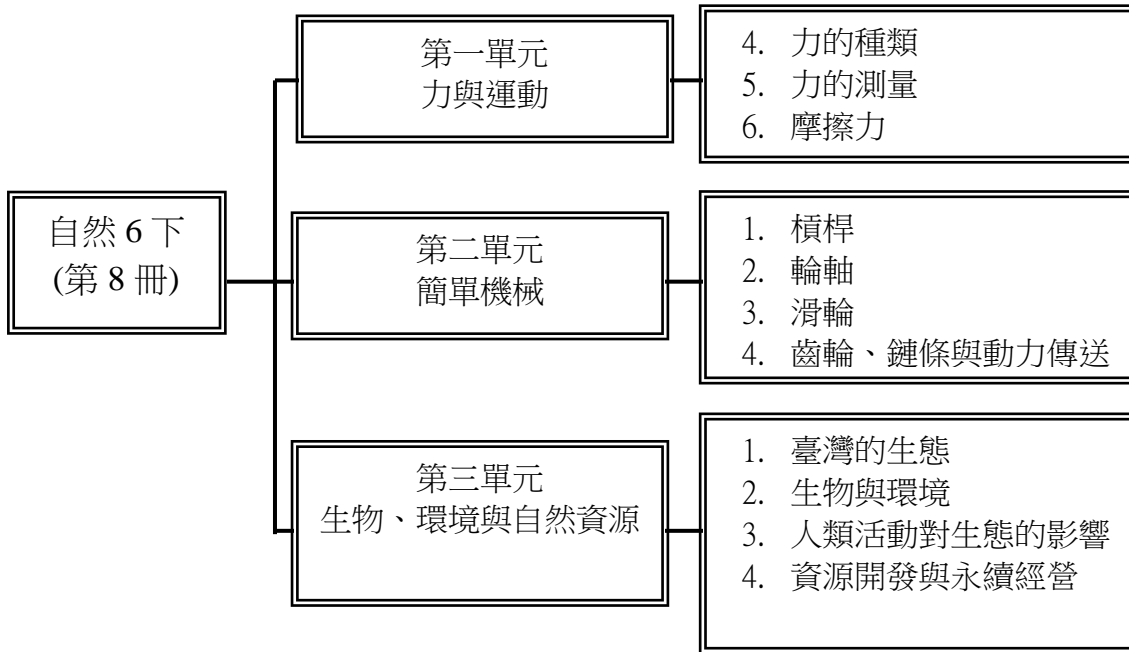 自然 6 下
(第 8 冊)
第一單元
力與運動
4. 力的種類
5. 力的測量
6. 摩擦力
第二單元
簡單機械
1. 槓桿
2. 輪軸
3. 滑輪
4. 齒輪、鏈條與動力傳送
第三單元
生物、環境與自然資源
1. 臺灣的生態
2. 生物與環境
3. 人類活動對生態的影響
4. 資源開發與永續經營